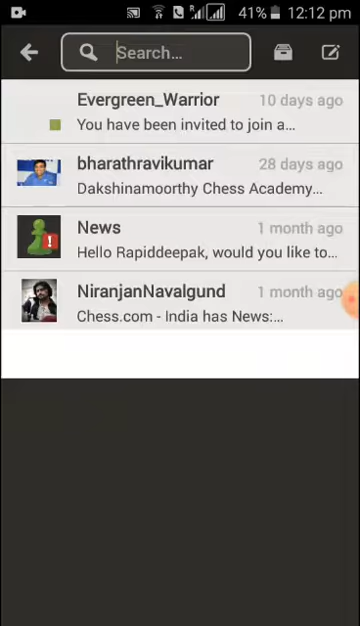 41% 12:12 pm
Search...
Evergreen_Warrior 10 days ago
You have been invited to join a...
bharathravikumar 28 days ago
Dakshinamoorthy Chess Academy...
News 1 month ago
Hello Rapiddeepak, would you like to...
NiranjanNavalgund 1 month ago
Chess.com - India has News:...